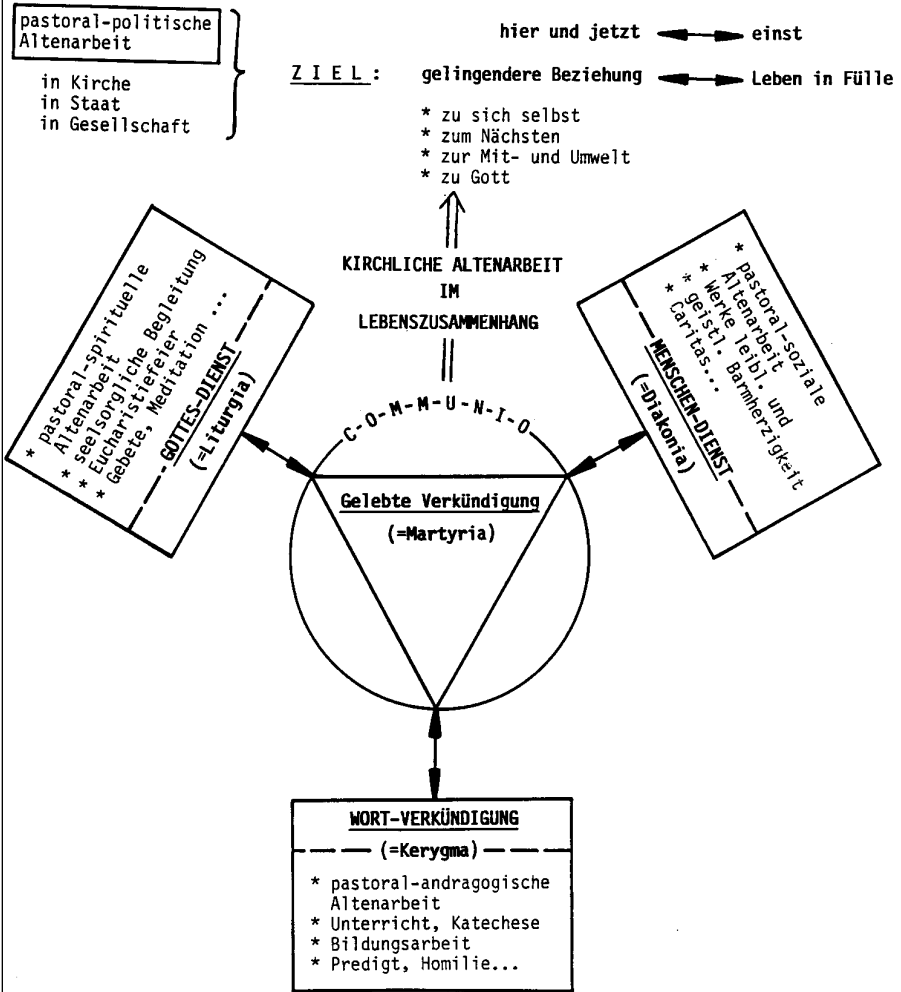 pastoral-politische
Altenarbeit
in Kirche
in Staat
in Gesellschaft
hier und jetzt einst
Z I E L : gelingendere Beziehung Leben in Fülle
* zu sich selbst
* zum Nächsten
* zur Mit- und Umwelt
* zu Gott
KIRCHLICHE ALTENARBEIT
IM
LEBENSZUSAMMENHANG
* pastoral-spirituelle
Altenarbeit
* seelsorgliche Begleitung
* Eucharistiefeier
* Gebete, Meditation ...
GOTTES-DIENST
(=Liturgia)
* pastoral-soziale
Altenarbeit
* Werke leibl. und
* geistl. Barmherzigkeit
* Caritas...
MENSCHEN-DIENST
(=Diakonia)
C-O-M-M-U-N-I-O
Gelebte Verkündigung
(=Martyria)
WORT-VERKÜNDIGUNG
(=Kerygma)
* pastoral-andragogische
Altenarbeit
* Unterricht, Katechese
* Bildungsarbeit
* Predigt, Homilie...